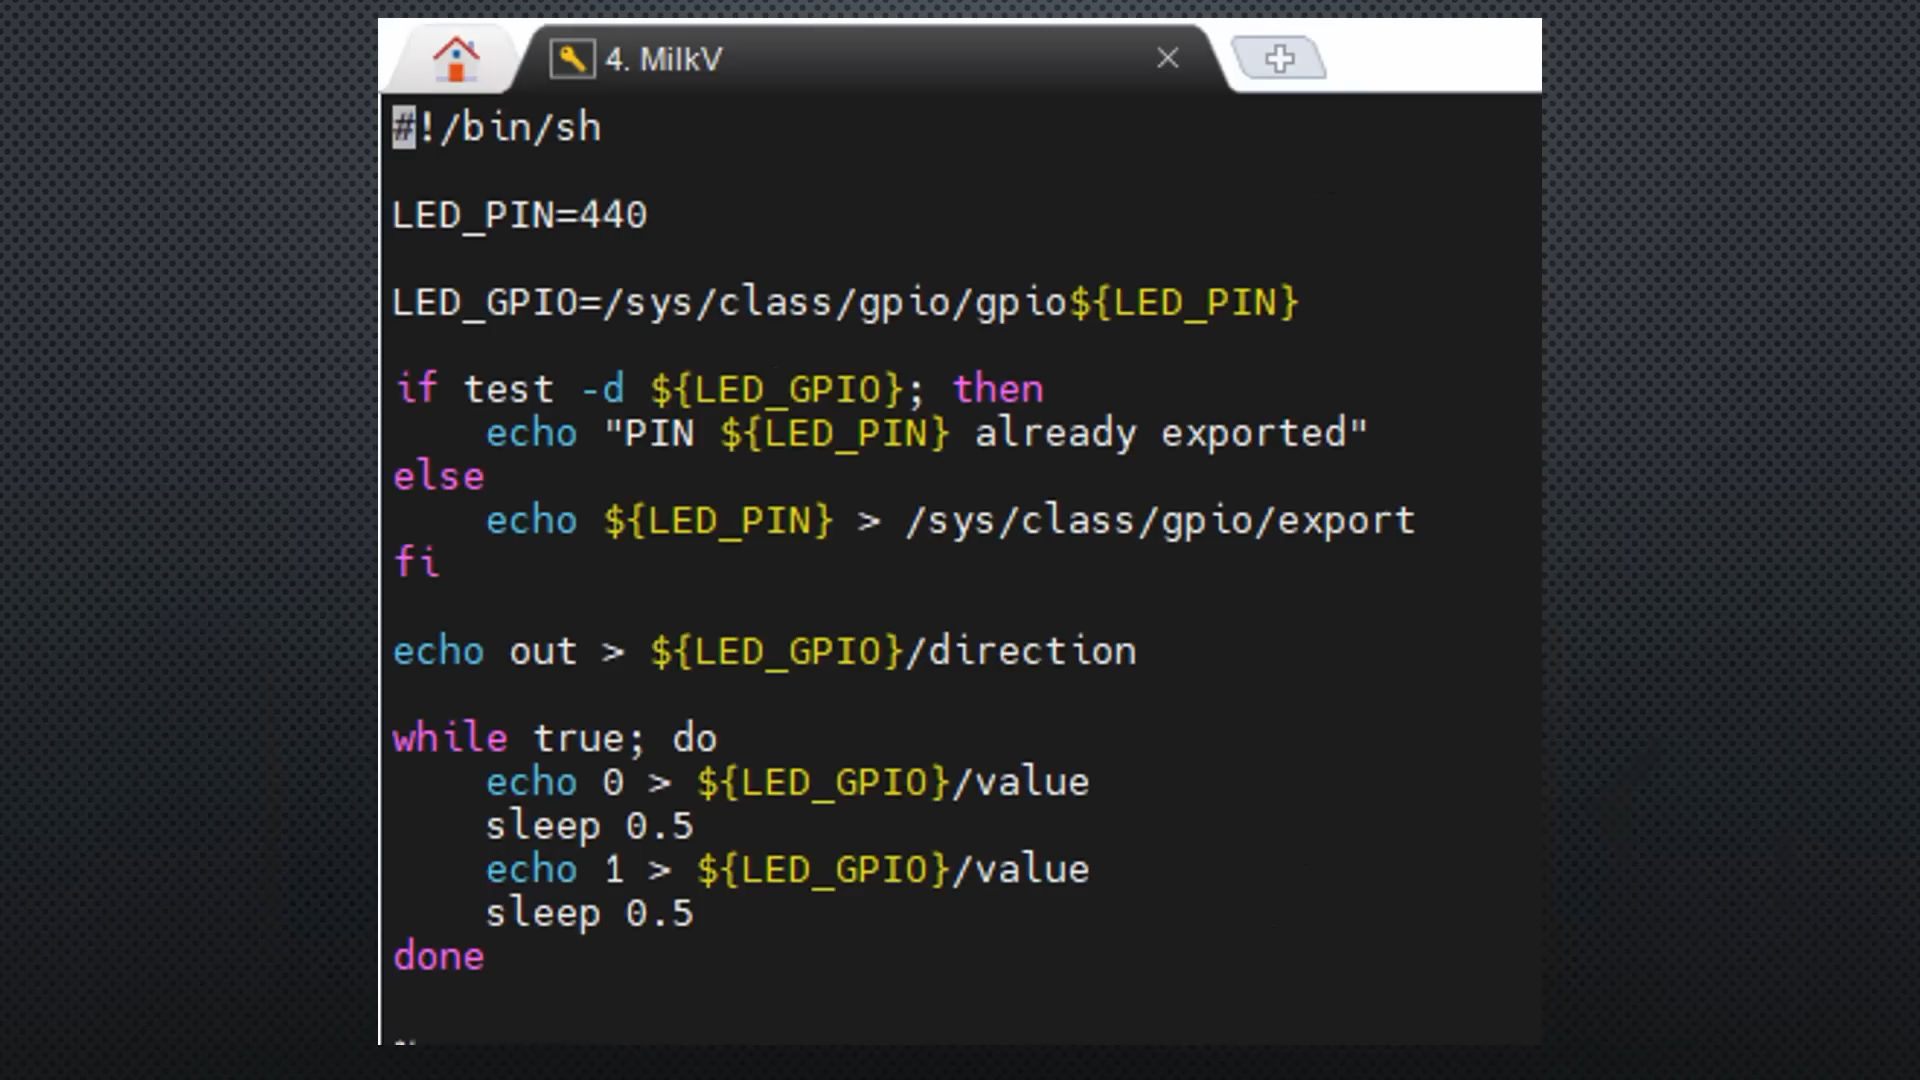 4. MilkV
#!/bin/sh
LED_PIN=440
LED_GPIO=/sys/class/gpio/gpio${LED_PIN}
if test -d ${LED_GPIO}; then
    echo "PIN ${LED_PIN} already exported"
else
    echo ${LED_PIN} > /sys/class/gpio/export
fi
echo out > ${LED_GPIO}/direction
while true; do
    echo 0 > ${LED_GPIO}/value
    sleep 0.5
    echo 1 > ${LED_GPIO}/value
    sleep 0.5
done